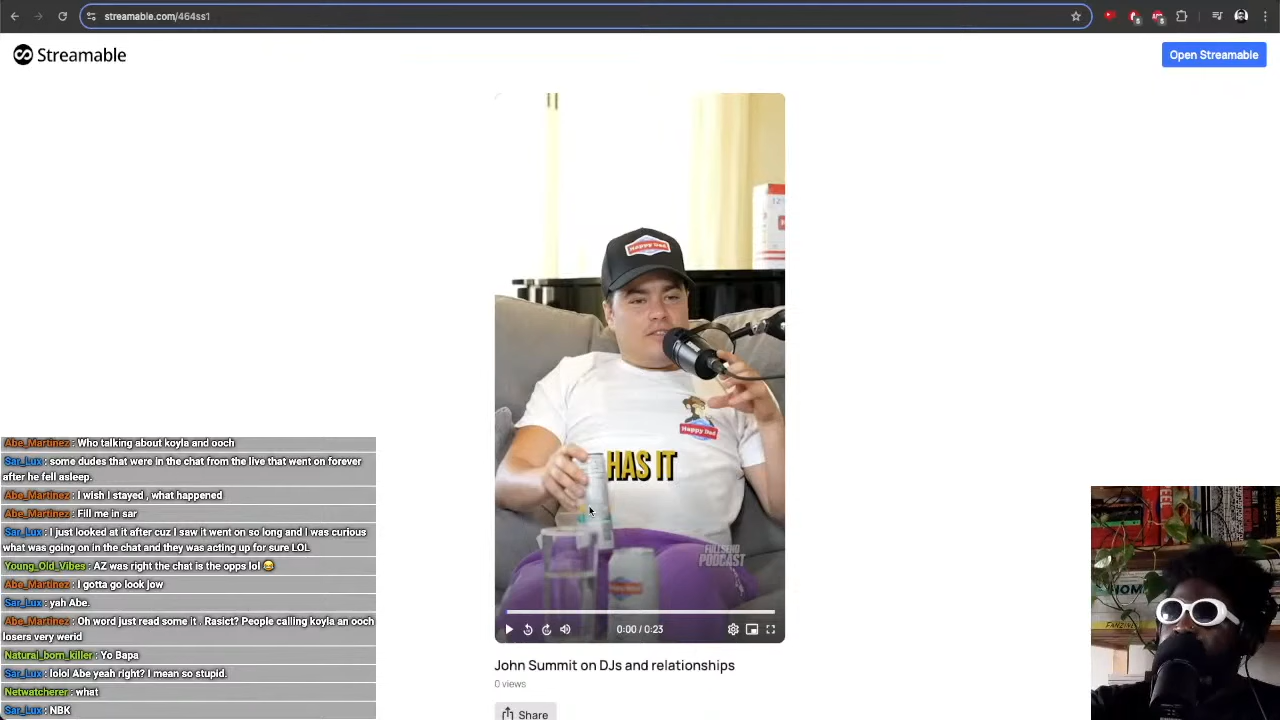 streamable.com/464ss1
Streamable
Open Streamable
12
Happy Dad
Happy Dad
HAS IT
FULLSEND
PODCAST
0:00 / 0:23
John Summit on DJs and relationships
0 views
Share
Abe_Martinez : Who talking about koyla and ooch
Sar_Lux : some dudes that were in the chat from the live that went on forever
after he fell asleep.
Abe_Martinez : I wish I stayed , what happened
Abe_Martinez : Fill me in sar
Sar_Lux : I just looked at it after cuz I saw it went on so long and I was curious
what was going on in the chat and they was acting up for sure LOL
Young_Old_Vibes : AZ was right the chat is the opps lol 😂
Abe_Martinez : I gotta go look jow
Sar_Lux : yah Abe.
Abe_Martinez : Oh word just read some it . Rasict? People calling koyla an ooch
losers very werid
Natural_born_killer : Yo Bapa
Sar_Lux : lolol Abe yeah right? I mean so stupid.
Netwatcherer : what
Sar_Lux : NBK